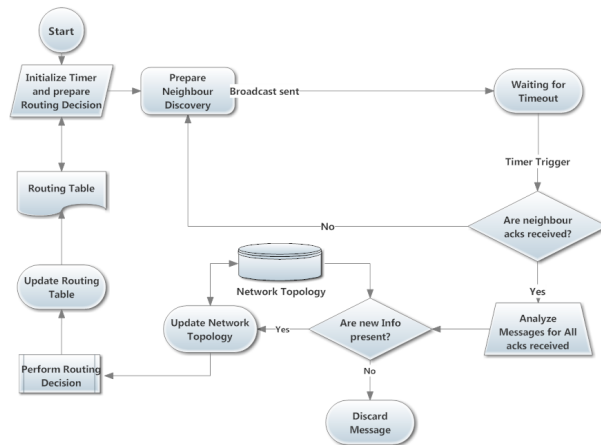 Start
Initialize Timer
and prepare
Routing Decision
Prepare
Neighbour
Discovery
Broadcast sent
Waiting for
Timeout
Timer Trigger
Routing Table
No
Are neighbour
acks received?
Update Routing
Table
Network Topology
Yes
Update Network
Topology
Yes
Are new Info
present?
Analyze
Messages for All
acks received
Perform Routing
Decision
No
Discard
Message